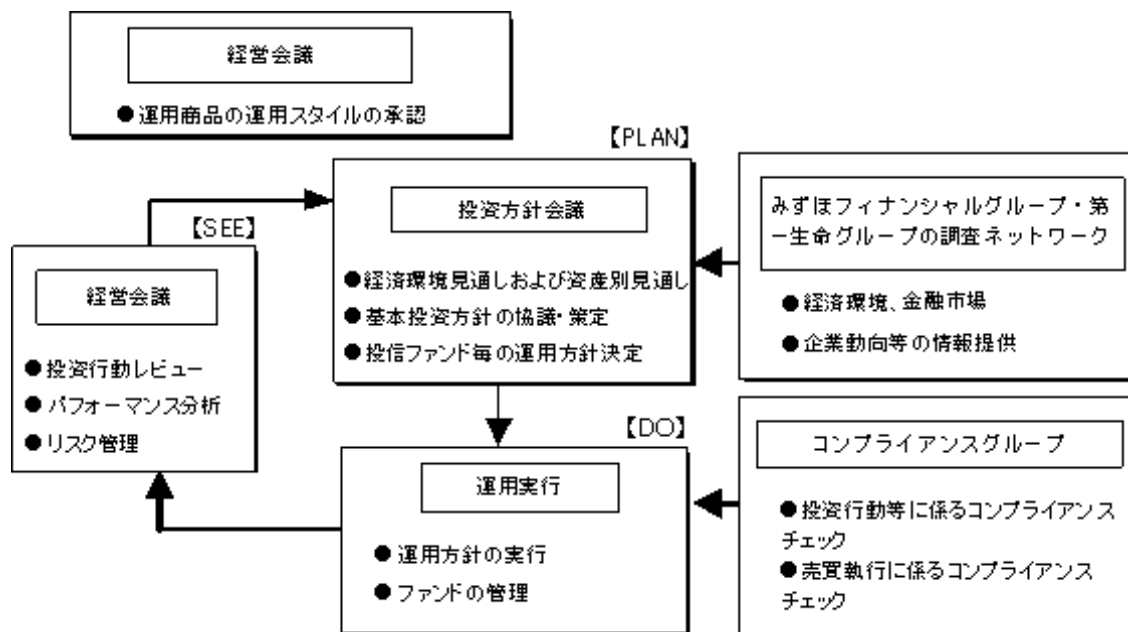 経営会議
●運用商品の運用スタイルの承認
【PLAN】
投資方針会議
●経済環境見通しおよび資産別見通し
●基本投資方針の協議・策定
●投信ファンド毎の運用方針決定
みずほフィナンシャルグループ・第
一生命グループの調査ネットワーク
●経済環境、金融市場
●企業動向等の情報提供
【SEE】
経営会議
●投資行動レビュー
●パフォーマンス分析
●リスク管理
【DO】
運用実行
●運用方針の実行
●ファンドの管理
コンプライアンスグループ
●投資行動等に係るコンプライアンス
チェック
●売買執行に係るコンプライアンス
チェック